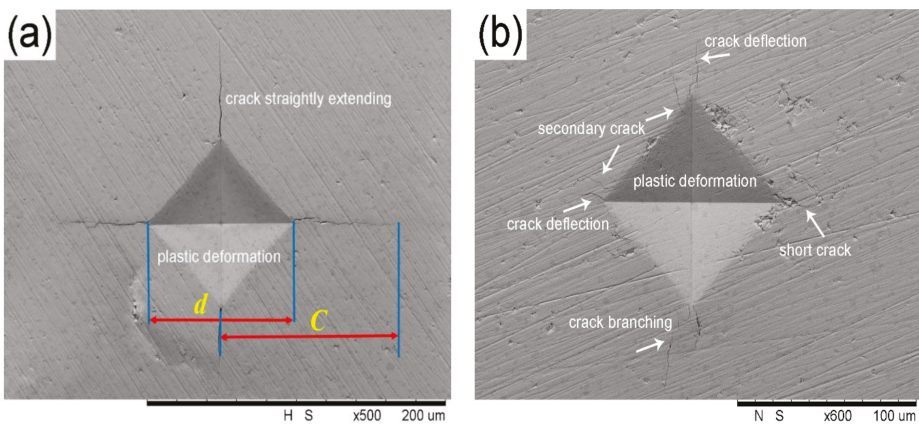 (a)
crack straightly extending
plastic deformation
d
C
H S x500 200 um
(b)
crack deflection
secondary crack
plastic deformation
crack deflection
short crack
crack branching
N S x600 100 um